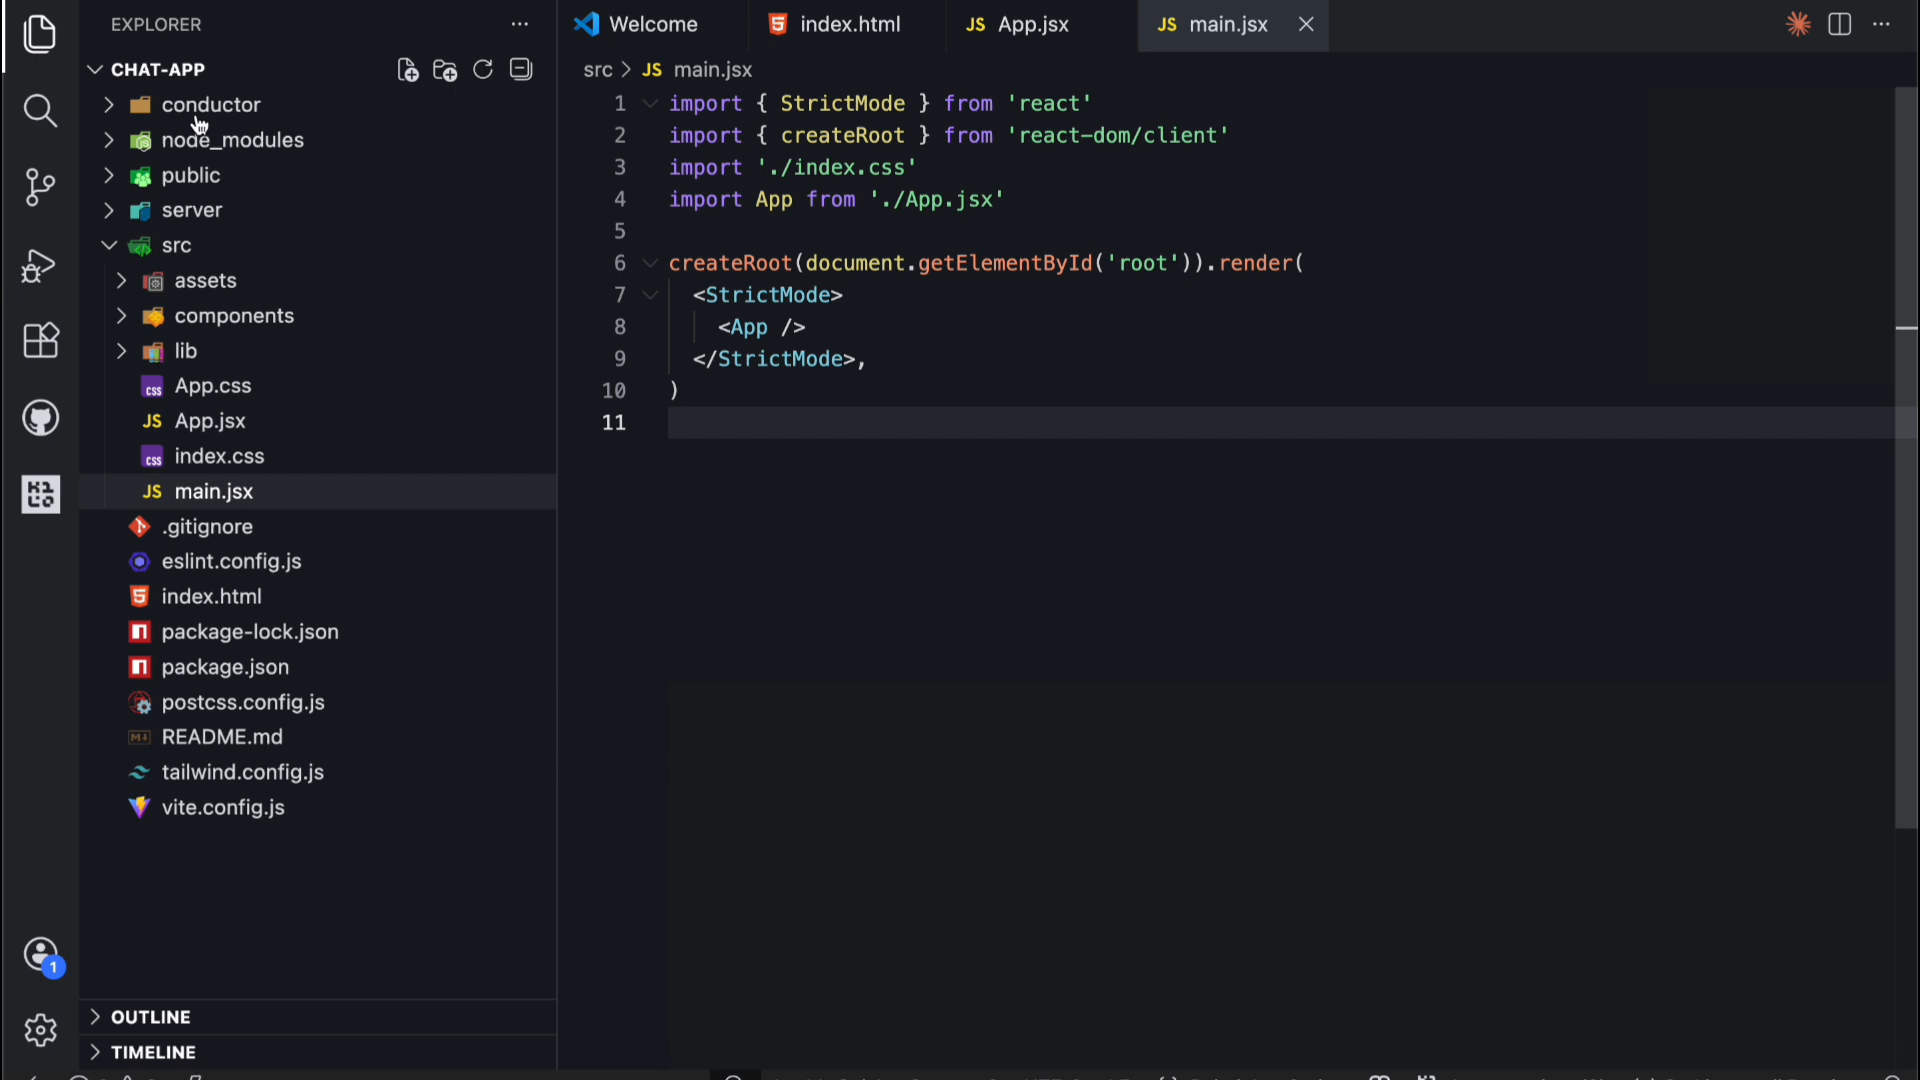 EXPLORER
CHAT-APP
conductor
node_modules
public
server
src
assets
components
lib
App.css
App.jsx
index.css
main.jsx
.gitignore
eslint.config.js
index.html
package-lock.json
package.json
postcss.config.js
README.md
tailwind.config.js
vite.config.js
OUTLINE
TIMELINE
1
Welcome
index.html
JS App.jsx
JS main.jsx
src > JS main.jsx
1 import { StrictMode } from 'react'
2 import { createRoot } from 'react-dom/client'
3 import './index.css'
4 import App from './App.jsx'
5
6 createRoot(document.getElementById('root')).render(
7 <StrictMode>
8 <App />
9 </StrictMode>,
10 )
11